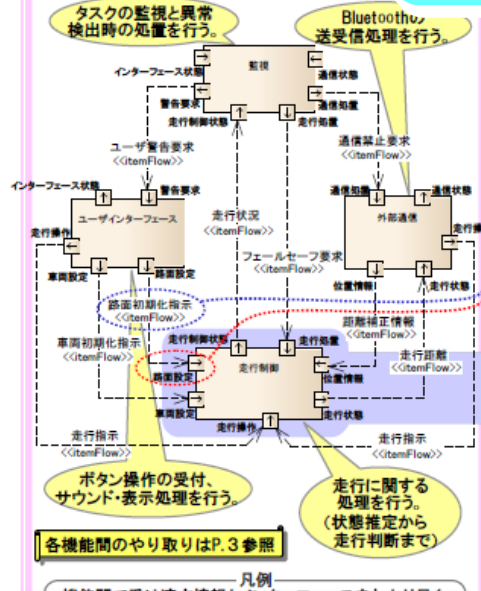 タスクの監視と異常
検出時の処置を行う。
Bluetoothの
送受信処理を行う。
監視
インターフェース状態
通信状態
警告要求
通信処置
走行制御状態
走行処置
ユーザ警告要求
<<itemFlow>>
通信禁止要求
<<itemFlow>>
インターフェース状態
警告要求
通信処置
通信状態
ユーザインターフェース
走行状況
<<itemFlow>>
外部通信
走行操作
走行操
フェールセーフ要求
<<itemFlow>>
車両設定
路面設定
位置情報
走行状態
路面初期化指示
<<itemFlow>>
距離補正情報
<<itemFlow>>
車両初期化指示
<<itemFlow>>
走行制御状態
走行処置
走行距離
<<itemFlow>>
走行制御
路面設定
位置情報
車両設定
走行状態
走行操作
走行指示
<<itemFlow>>
走行指示
<<itemFlow>>
ボタン操作の受付、
サウンド・表示処理を行う。
走行に関する
処理を行う。
(状態推定から
走行判断まで)
各機能間のやり取りはP.3参照
凡例